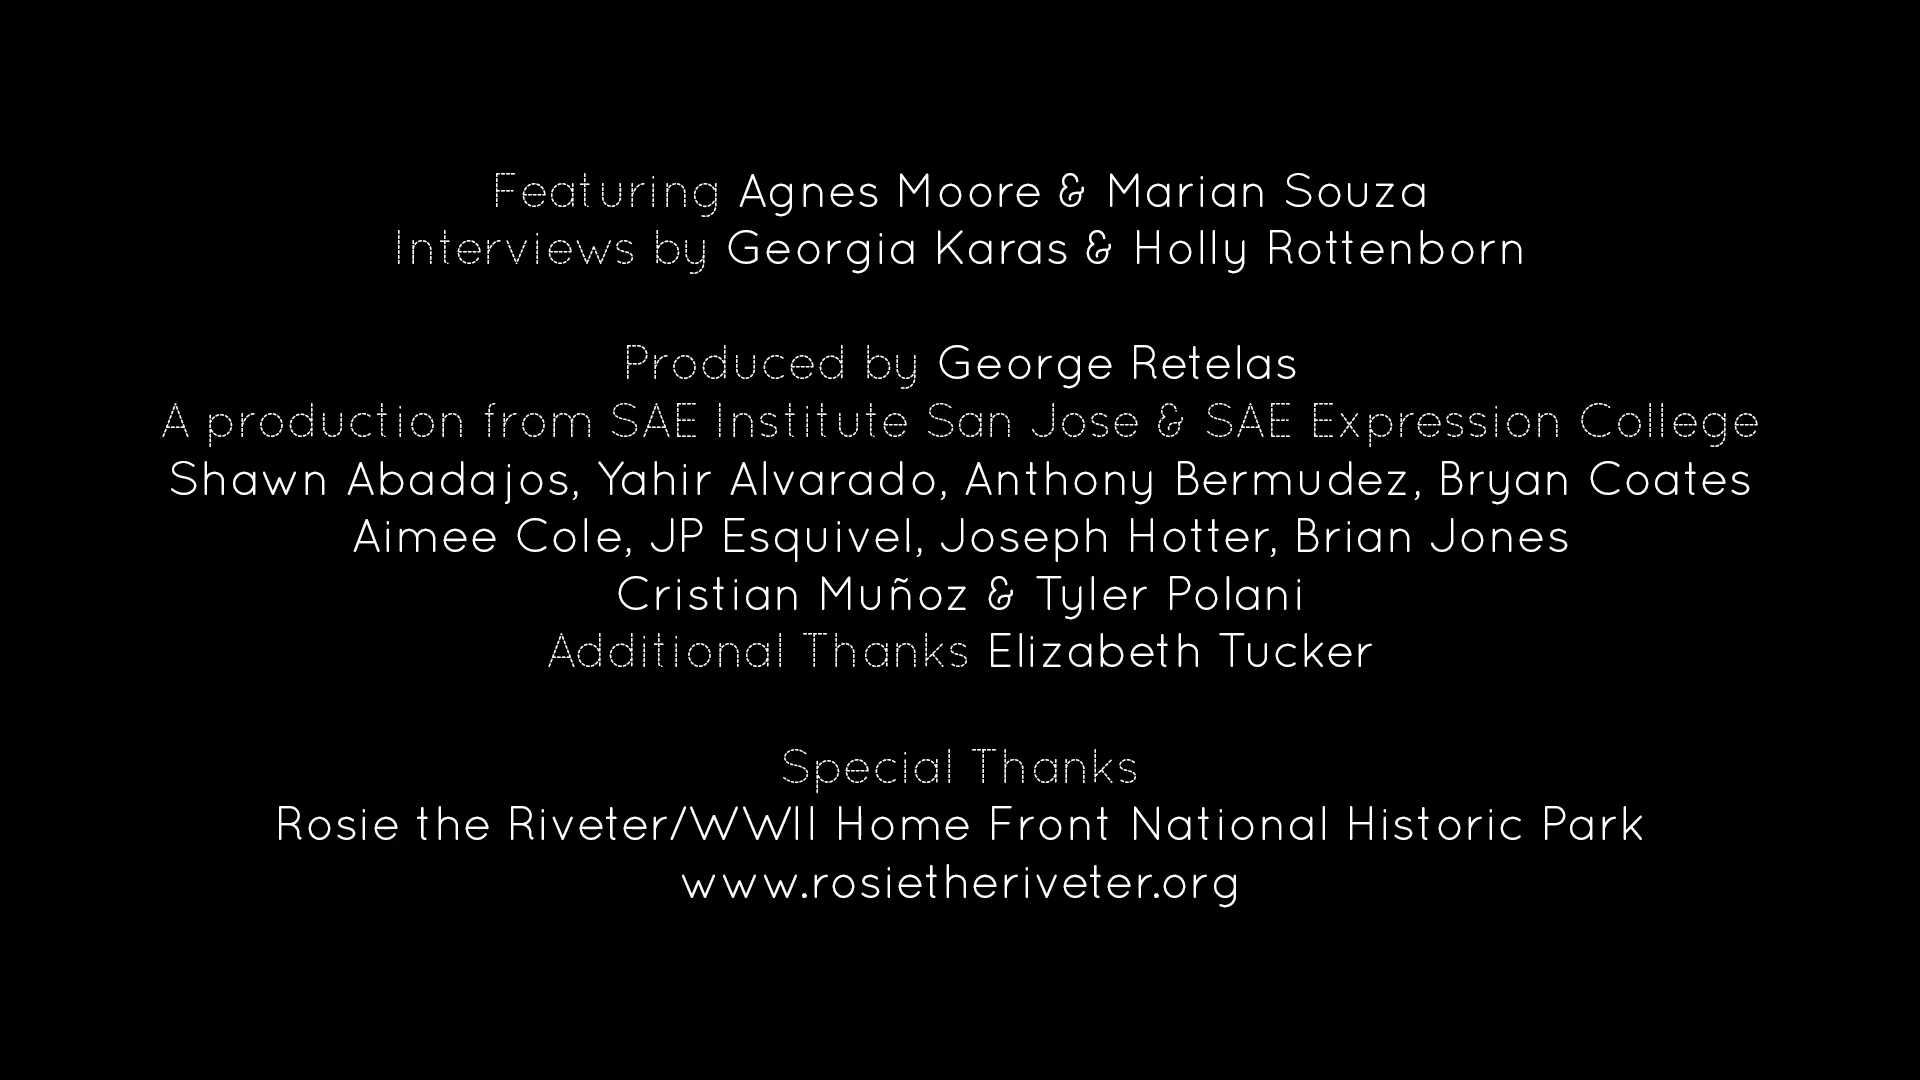 Featuring Agnes Moore & Marian Souza
Interviews by Georgia Karas & Holly Rottenborn
Produced by George Retelas
A production from SAE Institute San Jose & SAE Expression College
Shawn Abadajos, Yahir Alvarado, Anthony Bermudez, Bryan Coates
Aimee Cole, JP Esquivel, Joseph Hotter, Brian Jones
Cristian Muñoz & Tyler Polani
Additional Thanks Elizabeth Tucker
Special Thanks
Rosie the Riveter/WWII Home Front National Historic Park
www.rosietheriveter.org